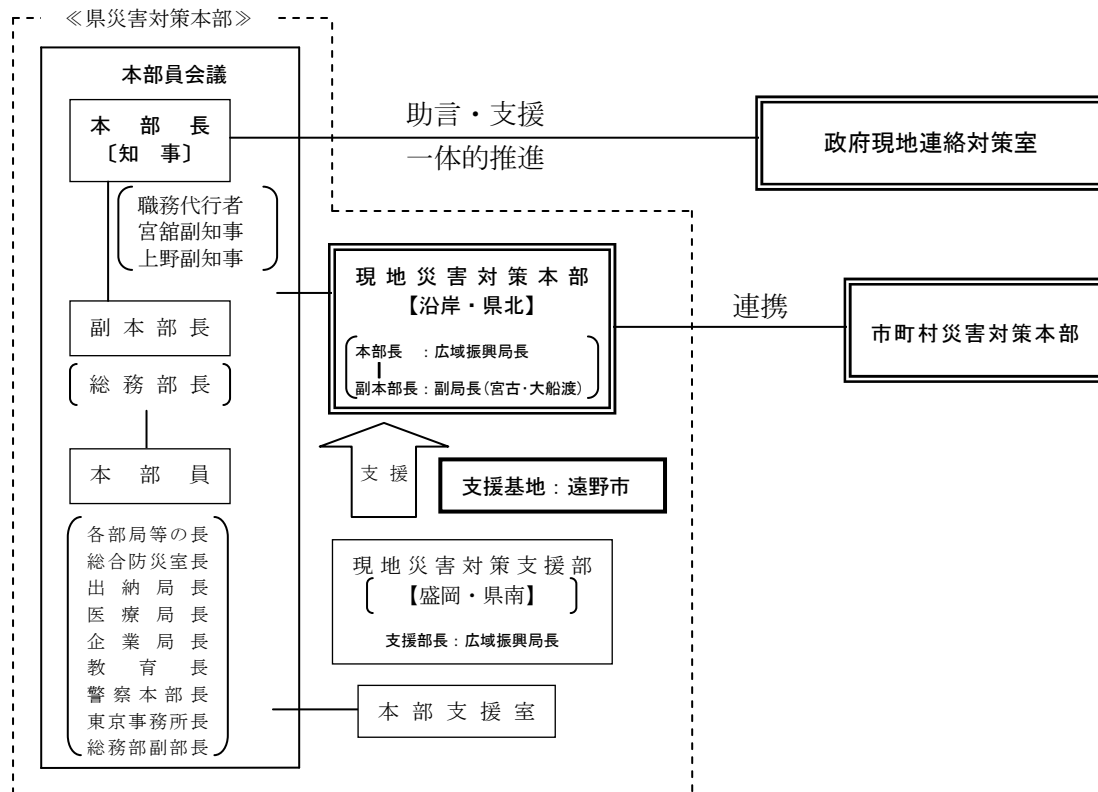 ≪県災害対策本部≫
本部員会議
本部長
〔知事〕
助言・支援
一体的推進
政府現地連絡対策室
職務代行者
宮舘副知事
上野副知事
副本部長
総務部長
現地災害対策本部
【沿岸・県北】
本部長　：広域振興局長
副本部長：副局長(宮古・大船渡)
連携
市町村災害対策本部
支援
支援基地：遠野市
本部員
各部局等の長
総合防災室長
出納局長
医療局長
企業局長
教育長
警察本部長
東京事務所長
総務部副部長
現地災害対策支援部
【盛岡・県南】
支援部長：広域振興局長
本部支援室